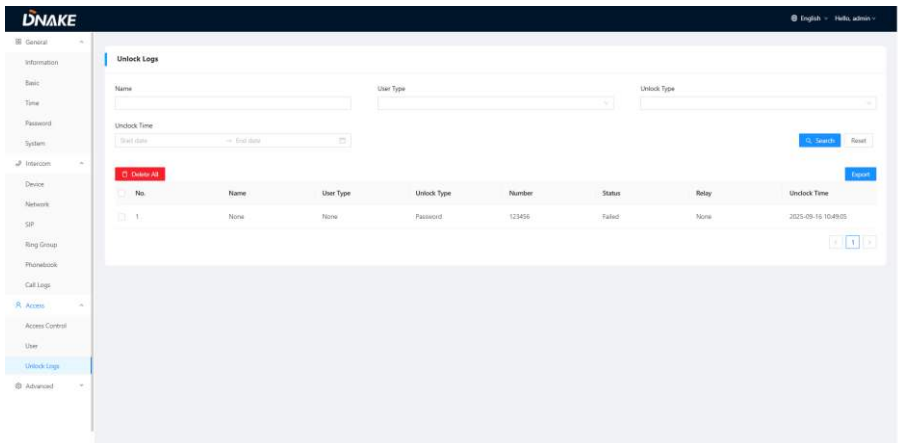 DNAKE
English
Hello, admin
General
Information
Basic
Time
Password
System
Intercom
Device
Network
SIP
Ring Group
Phonebook
Call Logs
Access
Access Control
User
Unlock Logs
Advanced
Unlock Logs
Name
User Type
Unlock Type
Unclock Time
Start date → End date
Search
Reset
Delete All
Export
No. Name User Type Unlock Type Number Status Relay Unclock Time
1 None None Password 123456 Failed None 2025-09-16 10:49:05
< 1 >